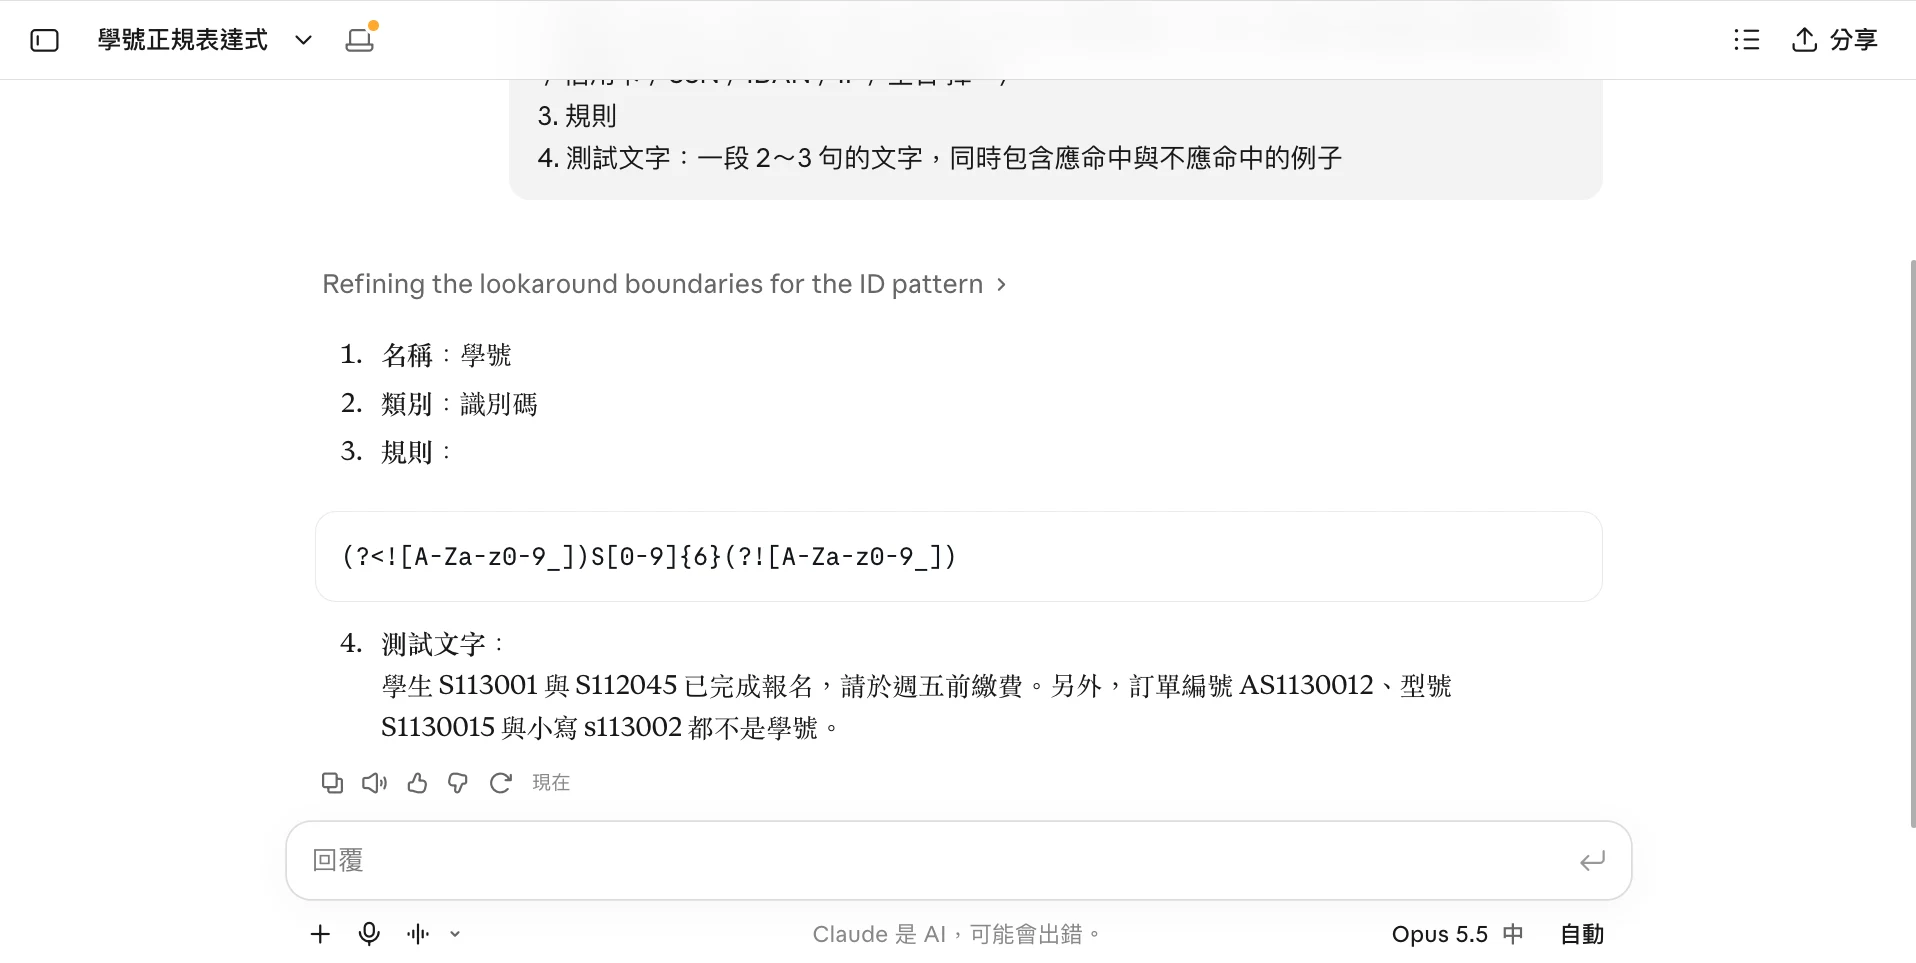 學號正規表達式
分享
3. 規則
4. 測試文字：一段 2～3 句的文字，同時包含應命中與不應命中的例子
Refining the lookaround boundaries for the ID pattern
1. 名稱：學號
2. 類別：識別碼
3. 規則：
(?<![A-Za-z0-9_])S[0-9]{6}(?![A-Za-z0-9_])
4. 測試文字：
學生 S113001 與 S112045 已完成報名，請於週五前繳費。另外，訂單編號 AS1130012、型號
S1130015 與小寫 s113002 都不是學號。
現在
回覆
Claude 是 AI，可能會出錯。
Opus 5.5 中
自動